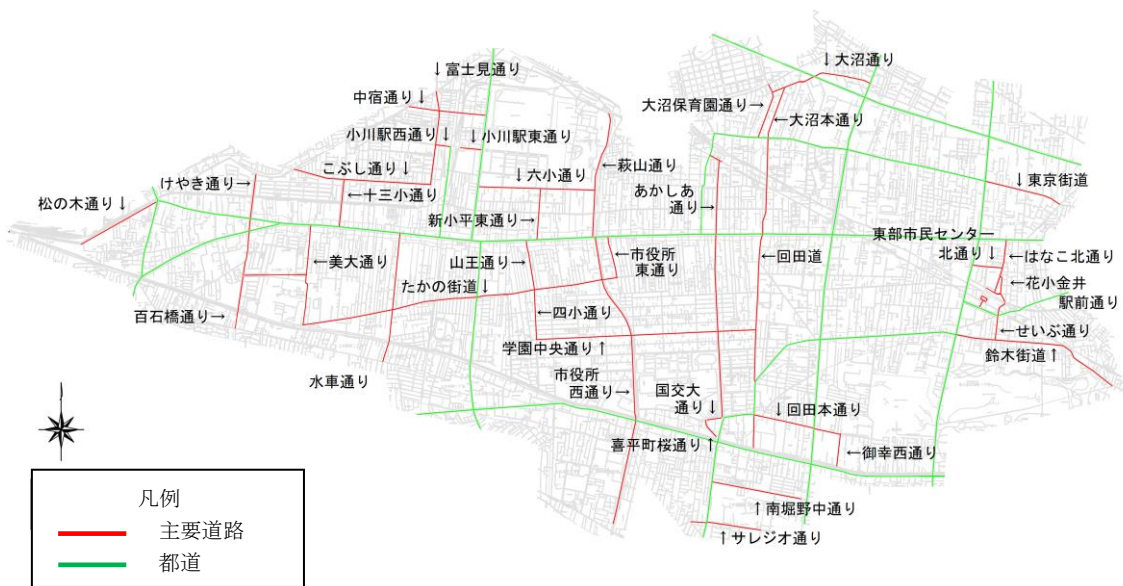 ↓大沼通り
↓富士見通り
中宿通り↓
大沼保育園通り→
←大沼本通り
小川駅西通り↓
↓小川駅東通り
こぶし通り↓
←萩山通り
↓六小通り
けやき通り→
←十三小通り
あかしあ
通り→
↓東京街道
松の木通り↓
新小平東通り→
東部市民センター
北通り↓
←はなこ北通り
←美大通り
山王通り→
←市役所
東通り
←回田道
たかの街道↓
←花小金井
駅前通り
百石橋通り→
←四小通り
←せいぶ通り
学園中央通り↑
鈴木街道↑
水車通り
市役所
西通り→
国交大
通り↓
↓回田本通り
喜平町桜通り↑
←御幸西通り
↑南堀野中通り
↑サレジオ通り
凡例
主要道路
都道